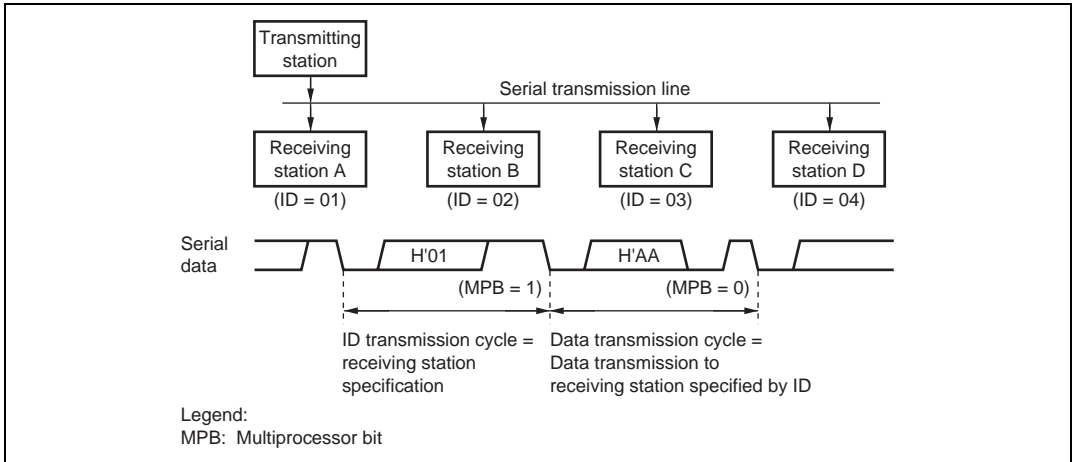 Transmitting
station
Serial transmission line
Receiving
station A
Receiving
station B
Receiving
station C
Receiving
station D
(ID = 01)
(ID = 02)
(ID = 03)
(ID = 04)
Serial
data
H'01
H'AA
(MPB = 1)
(MPB = 0)
ID transmission cycle =
receiving station
specification
Data transmission cycle =
Data transmission to
receiving station specified by ID
Legend:
MPB: Multiprocessor bit